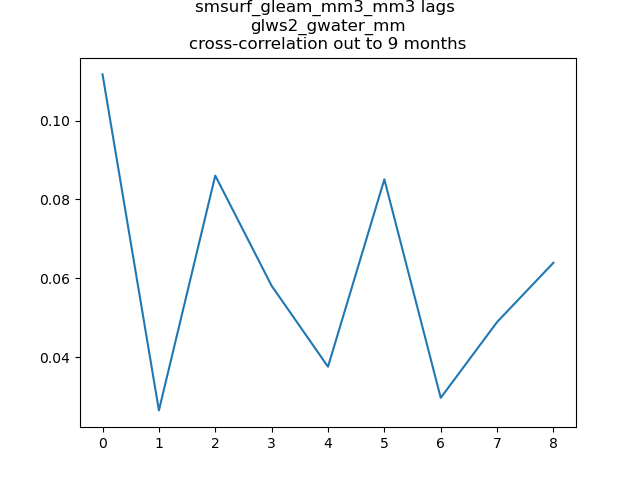 smsurf_gleam_mm3_mm3 lags
glws2_gwater_mm
cross-correlation out to 9 months
0.10
0.08
0.06
0.04
0 1 2 3 4 5 6 7 8